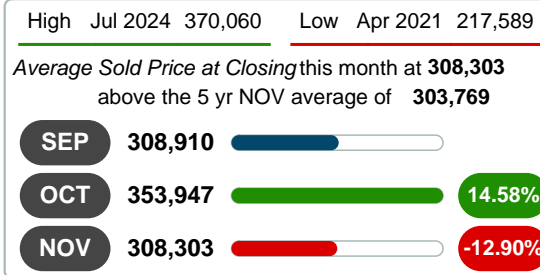 High Jul 2024 370,060 Low Apr 2021 217,589
Average Sold Price at Closing this month at 308,303
above the 5 yr NOV average of 303,769
SEP 308,910
OCT 353,947 14.58%
NOV 308,303 -12.90%